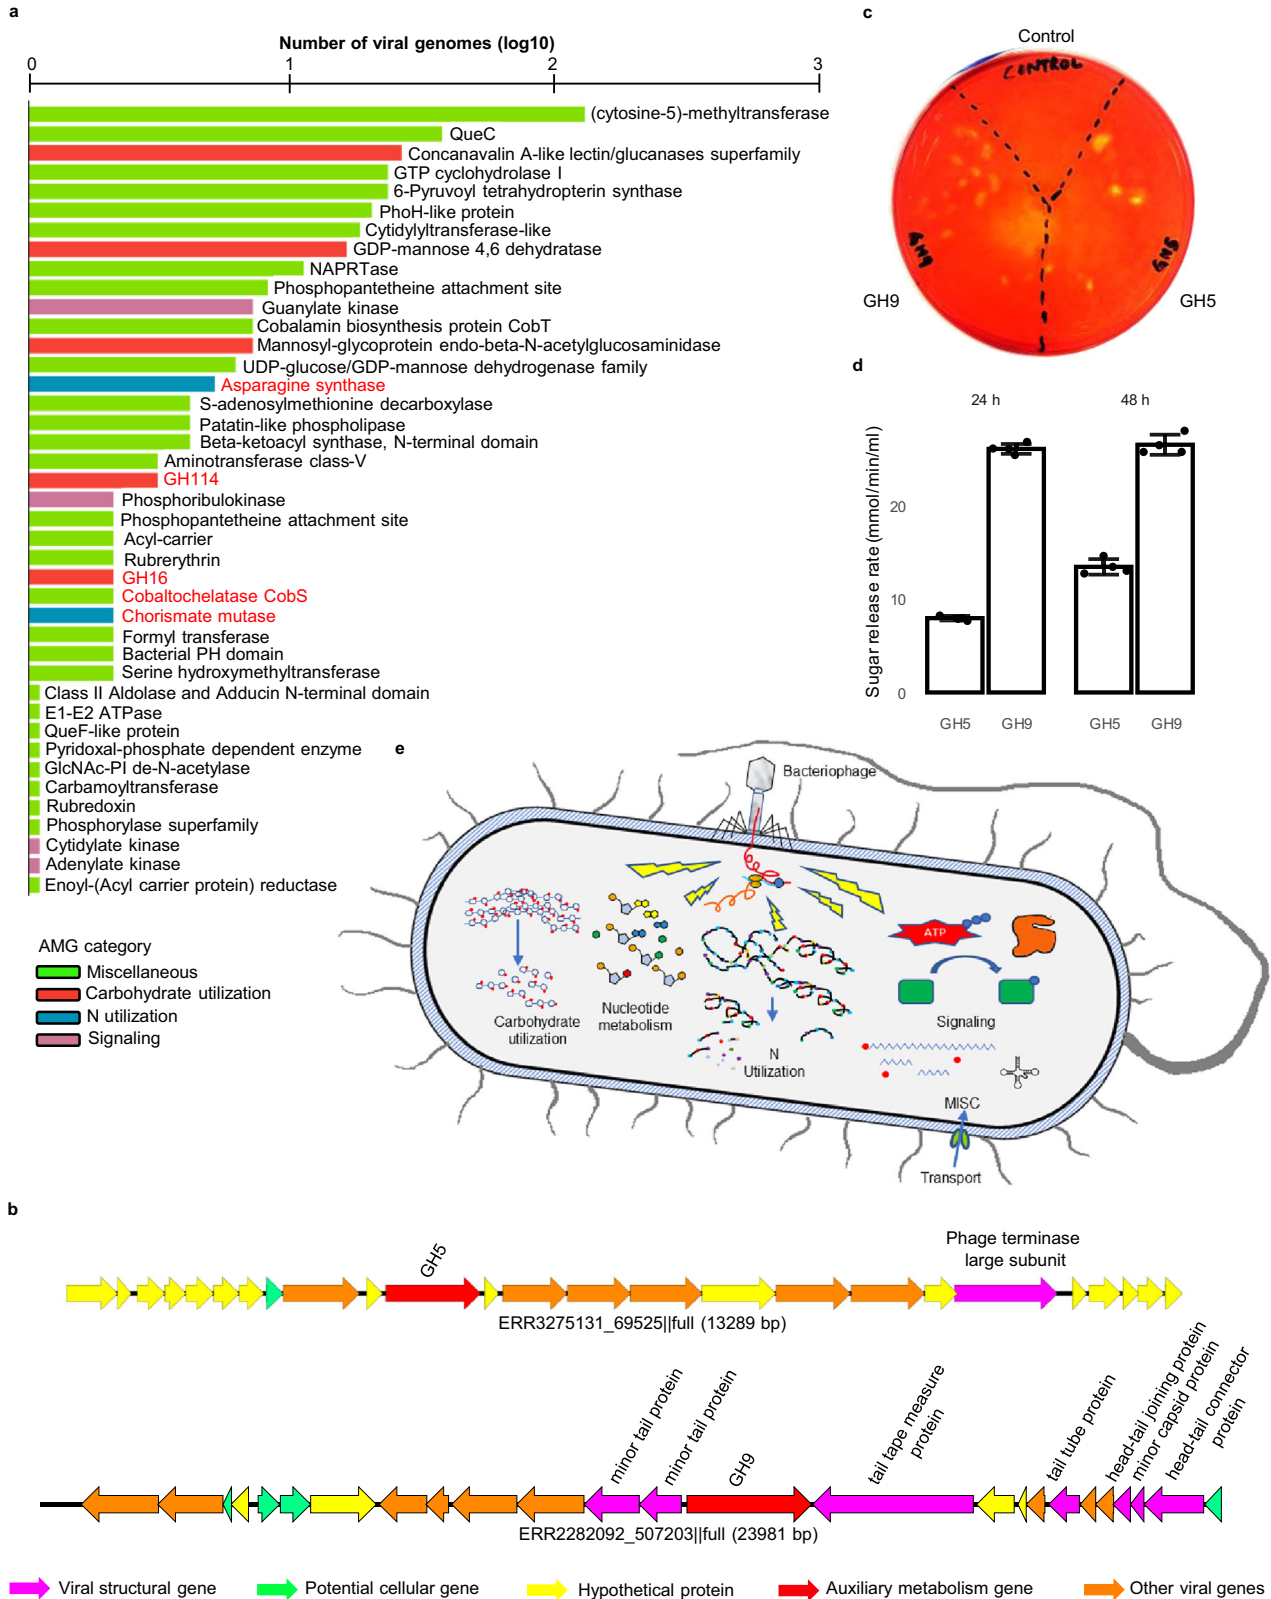 a
Number of viral genomes (log10)
0 1 2 3
(cytosine-5)-methyltransferase
QueC
Concanavalin A-like lectin/glucanases superfamily
GTP cyclohydrolase I
6-Pyruvoyl tetrahydropterin synthase
PhoH-like protein
Cytidylyltransferase-like
GDP-mannose 4,6 dehydratase
NAPRTase
Phosphopantetheine attachment site
Guanylate kinase
Cobalamin biosynthesis protein CobT
Mannosyl-glycoprotein endo-beta-N-acetylglucosaminidase
UDP-glucose/GDP-mannose dehydrogenase family
Asparagine synthase
S-adenosylmethionine decarboxylase
Patatin-like phospholipase
Beta-ketoacyl synthase, N-terminal domain
Aminotransferase class-V
GH114
Phosphoribulokinase
Phosphopantetheine attachment site
Acyl-carrier
Rubrerythrin
GH16
Cobaltochelatase CobS
Chorismate mutase
Formyl transferase
Bacterial PH domain
Serine hydroxymethyltransferase
Class II Aldolase and Adducin N-terminal domain
E1-E2 ATPase
QueF-like protein
Pyridoxal-phosphate dependent enzyme
GlcNAc-PI de-N-acetylase
Carbamoyltransferase
Rubredoxin
Phosphorylase superfamily
Cytidylate kinase
Adenylate kinase
Enoyl-(Acyl carrier protein) reductase
AMG category
Miscellaneous
Carbohydrate utilization
N utilization
Signaling
c
Control
CONTROL
GH9
GH5
GH9
GH5
d
24 h 48 h
Sugar release rate (mmol/min/ml)
20
10
0
GH5 GH9 GH5 GH9
e
Bacteriophage
ATP
Carbohydrate
utilization
Nucleotide
metabolism
N
Utilization
Signaling
MISC
Transport
b
GH5
Phage terminase
large subunit
ERR3275131_69525||full (13289 bp)
minor tail protein
minor tail protein
GH9
tail tape measure
protein
tail tube protein
head-tail joining protein
minor capsid protein
head-tail connector
protein
ERR2282092_507203||full (23981 bp)
Viral structural gene
Potential cellular gene
Hypothetical protein
Auxiliary metabolism gene
Other viral genes